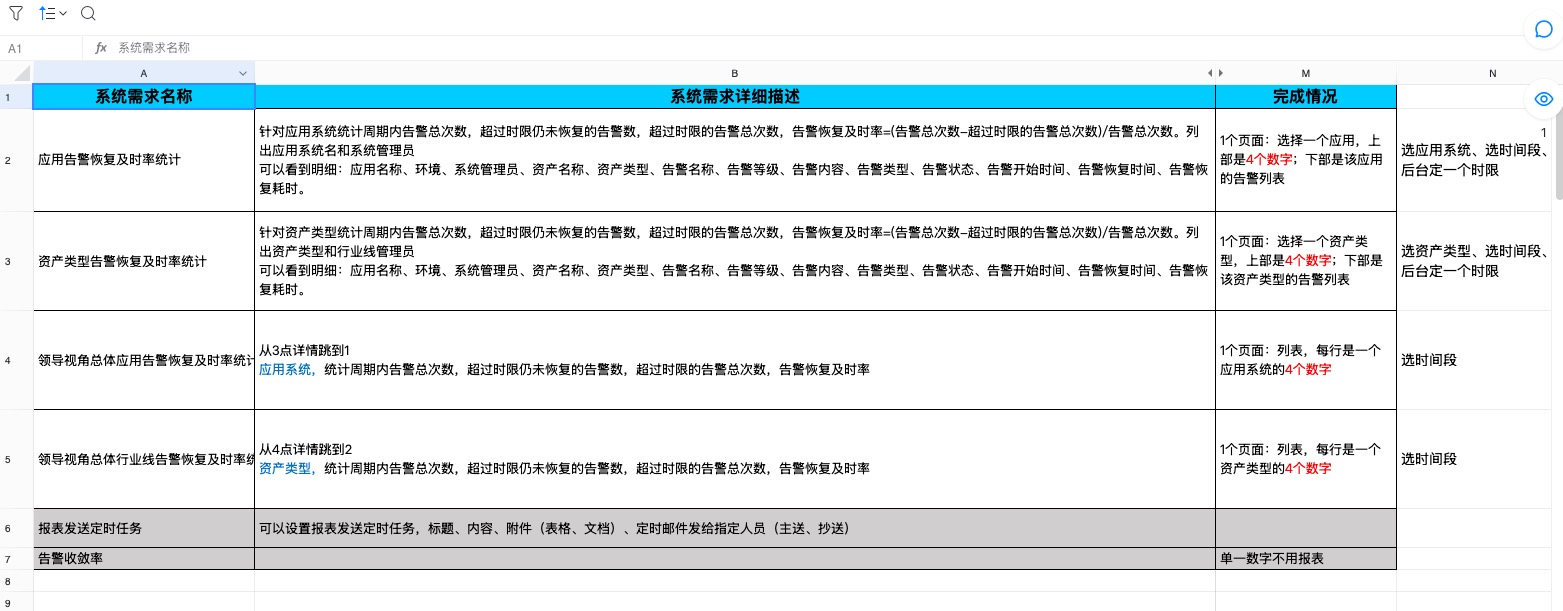 A1
fx 系统需求名称
A
B
M
N
1
系统需求名称
系统需求详细描述
完成情况
2
应用告警恢复及时率统计
针对应用系统统计周期内告警总次数，超过时限仍未恢复的告警数，超过时限的告警总次数，告警恢复及时率=(告警总次数-超过时限的告警总次数)/告警总次数。列
出应用系统名和系统管理员
可以看到明细：应用名称、环境、系统管理员、资产名称、资产类型、告警名称、告警等级、告警内容、告警类型、告警状态、告警开始时间、告警恢复时间、告警恢
复耗时。
1个页面：选择一个应用，上
部是4个数字；下部是该应用
的告警列表
1
选应用系统、选时间段、
后台定一个时限
3
资产类型告警恢复及时率统计
针对资产类型统计周期内告警总次数，超过时限仍未恢复的告警数，超过时限的告警总次数，告警恢复及时率=(告警总次数-超过时限的告警总次数)/告警总次数。列
出资产类型和行业线管理员
可以看到明细：应用名称、环境、系统管理员、资产名称、资产类型、告警名称、告警等级、告警内容、告警类型、告警状态、告警开始时间、告警恢复时间、告警恢
复耗时。
1个页面：选择一个资产类
型，上部是4个数字；下部是
该资产类型的告警列表
选资产类型、选时间段、
后台定一个时限
4
领导视角总体应用告警恢复及时率统计
从3点详情跳到1
应用系统，统计周期内告警总次数，超过时限仍未恢复的告警数，超过时限的告警总次数，告警恢复及时率
1个页面：列表，每行是一个
应用系统的4个数字
选时间段
5
领导视角总体行业线告警恢复及时率统
从4点详情跳到2
资产类型，统计周期内告警总次数，超过时限仍未恢复的告警数，超过时限的告警总次数，告警恢复及时率
1个页面：列表，每行是一个
资产类型的4个数字
选时间段
6
报表发送定时任务
可以设置报表发送定时任务，标题、内容、附件（表格、文档）、定时邮件发给指定人员（主送、抄送）
7
告警收敛率
单一数字不用报表
8
9